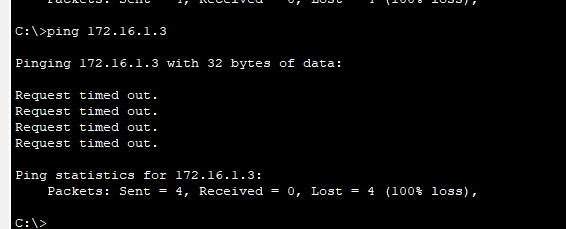 Packets: Sent = 4, Received = 0, Lost = 4 (100% loss),
C:\>ping 172.16.1.3
Pinging 172.16.1.3 with 32 bytes of data:
Request timed out.
Request timed out.
Request timed out.
Request timed out.
Ping statistics for 172.16.1.3:
Packets: Sent = 4, Received = 0, Lost = 4 (100% loss),
C:\>